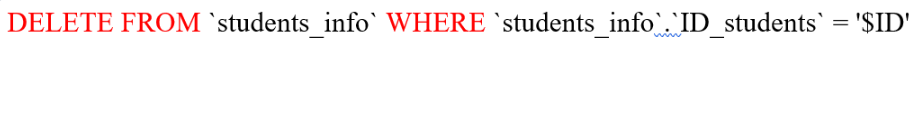 DELETE FROM `students_info` WHERE `students_info`.`ID_students` = '$ID'